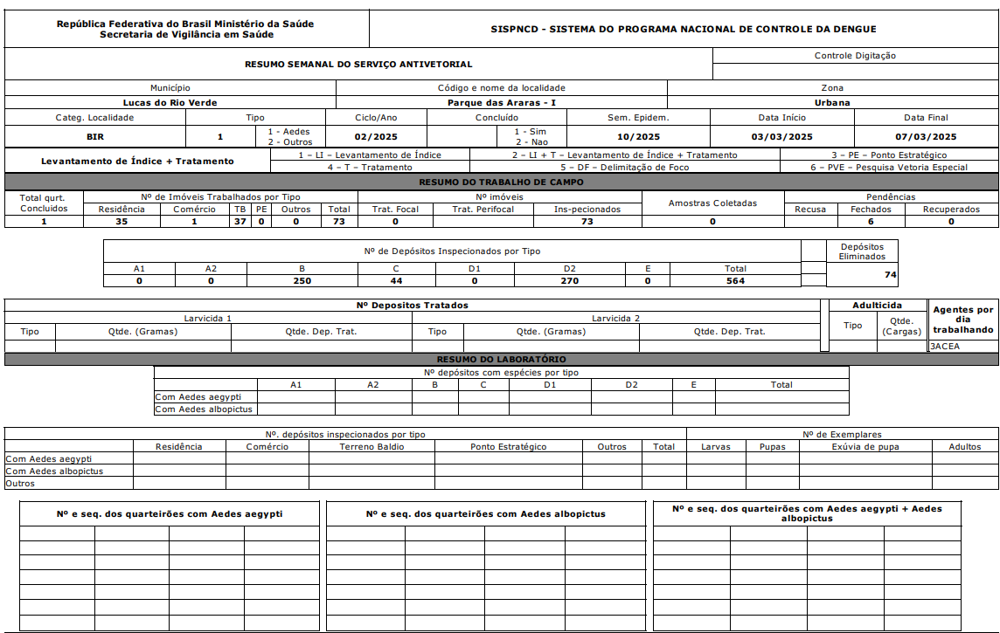 República Federativa do Brasil Ministério da Saúde
Secretaria de Vigilância em Saúde
SISPNCD - SISTEMA DO PROGRAMA NACIONAL DE CONTROLE DA DENGUE
RESUMO SEMANAL DO SERVIÇO ANTIVETORIAL
Controle Digitação
Município Código e nome da localidade Zona
Lucas do Rio Verde Parque das Araras - I Urbana
Categ. Localidade Tipo Ciclo/Ano Concluído Sem. Epidem. Data Início Data Final
BIR 1 1 - Aedes 02/2025 1 - Sim 10/2025 03/03/2025 07/03/2025
2 - Outros 2 - Nao
Levantamento de Índice + Tratamento
1 – LI – Levantamento de Índice 2 – LI + T – Levantamento de Índice + Tratamento 3 – PE – Ponto Estratégico
4 – T – Tratamento 5 – DF – Delimitação de Foco 6 – PVE – Pesquisa Vetoria Especial
RESUMO DO TRABALHO DE CAMPO
Total qurt. Concluidos Nº de Imóveis Trabalhados por Tipo Nº imóveis Amostras Coletadas Pendências
Residência Comércio TB PE Outros Total Trat. Focal Trat. Perifocal Ins-pecionados Recusa Fechados Recuperados
1 35 1 37 0 0 73 0 73 0 6 0
Nº de Depósitos Inspecionados por Tipo Depósitos Eliminados
A1 A2 B C D1 D2 E Total
0 0 250 44 0 270 0 564 74
Nº Depositos Tratados Adulticida Agentes por dia trabalhando
Larvicida 1 Larvicida 2
Tipo Qtde. (Gramas) Qtde. Dep. Trat. Tipo Qtde. (Gramas) Qtde. Dep. Trat. Tipo Qtde. (Cargas)
3ACEA
RESUMO DO LABORATÓRIO
Nº depósitos com espécies por tipo
A1 A2 B C D1 D2 E Total
Com Aedes aegypti
Com Aedes albopictus
Nº. depósitos inspecionados por tipo Nº de Exemplares
Residência Comércio Terreno Baldio Ponto Estratégico Outros Total Larvas Pupas Exúvia de pupa Adultos
Com Aedes aegypti
Com Aedes albopictus
Outros
Nº e seq. dos quarteirões com Aedes aegypti
Nº e seq. dos quarteirões com Aedes albopictus
Nº e seq. dos quarteirões com Aedes aegypti + Aedes
albopictus